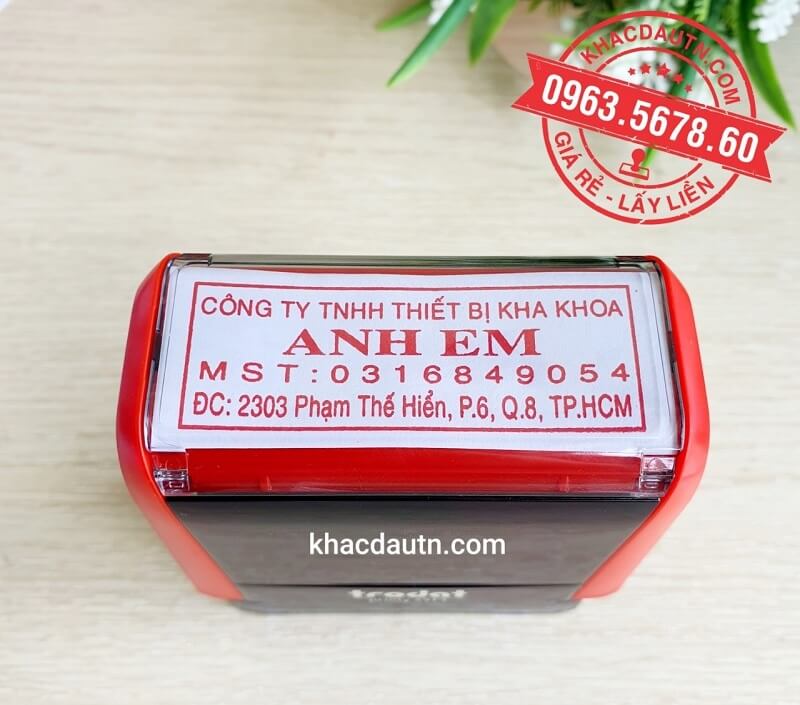 KHACDAUTN.COM
0963.5678.60
GIÁ RẺ - LẤY LIỀN
CÔNG TY TNHH THIẾT BỊ KHA KHOA
ANH EM
MST: 0316849054
ĐC: 2303 Phạm Thế Hiển, P.6, Q.8, TP.HCM
khacdautn.com
trodat